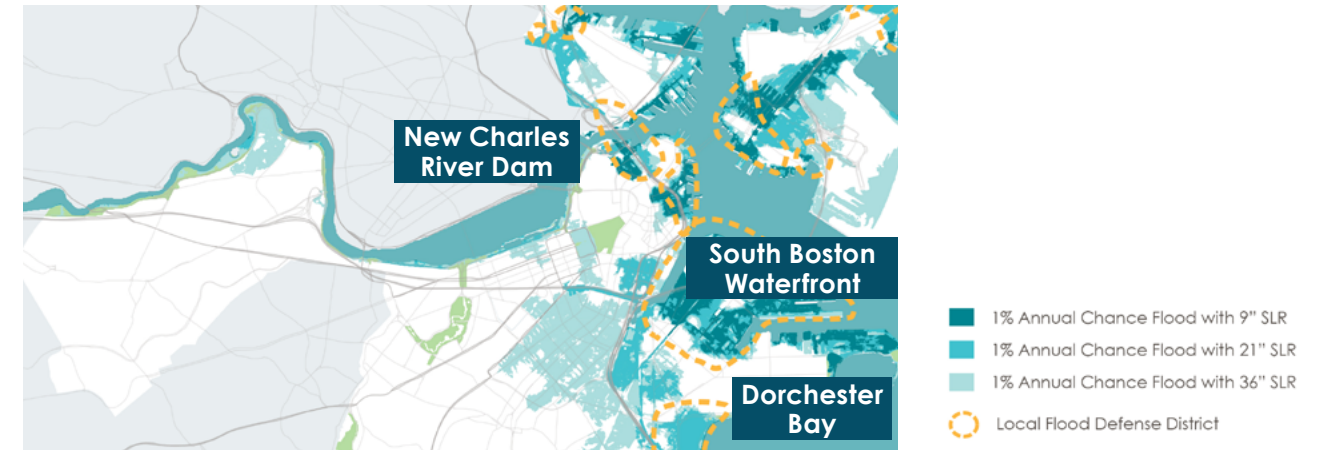 New Charles
River Dam
South Boston
Waterfront
Dorchester
Bay
1% Annual Chance Flood with 9” SLR
1% Annual Chance Flood with 21” SLR
1% Annual Chance Flood with 36” SLR
Local Flood Defense District